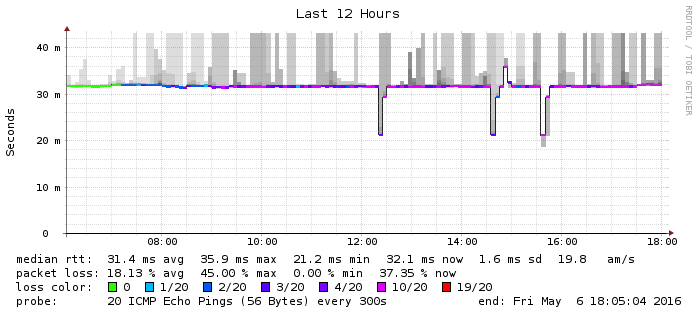 Last 12 Hours
RRDTOOL / TOBI OETIKER
Seconds
40 m
30 m
20 m
10 m
0
08:00 10:00 12:00 14:00 16:00 18:00
median rtt: 31.4 ms avg 35.9 ms max 21.2 ms min 32.1 ms now 1.6 ms sd 19.8 am/s
packet loss: 18.13 % avg 45.00 % max 0.00 % min 37.35 % now
loss color: 0 1/20 2/20 3/20 4/20 10/20 19/20
probe: 20 ICMP Echo Pings (56 Bytes) every 300s end: Fri May 6 18:05:04 2016